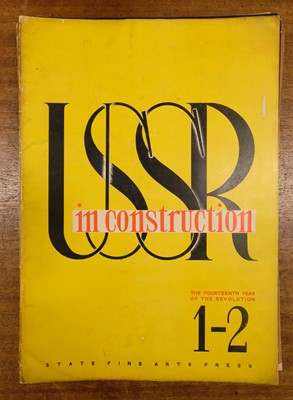 USSR
in construction
THE FOURTEENTH YEAR
OF THE REVOLUTION
1-2
STATE FINE ARTS PRESS